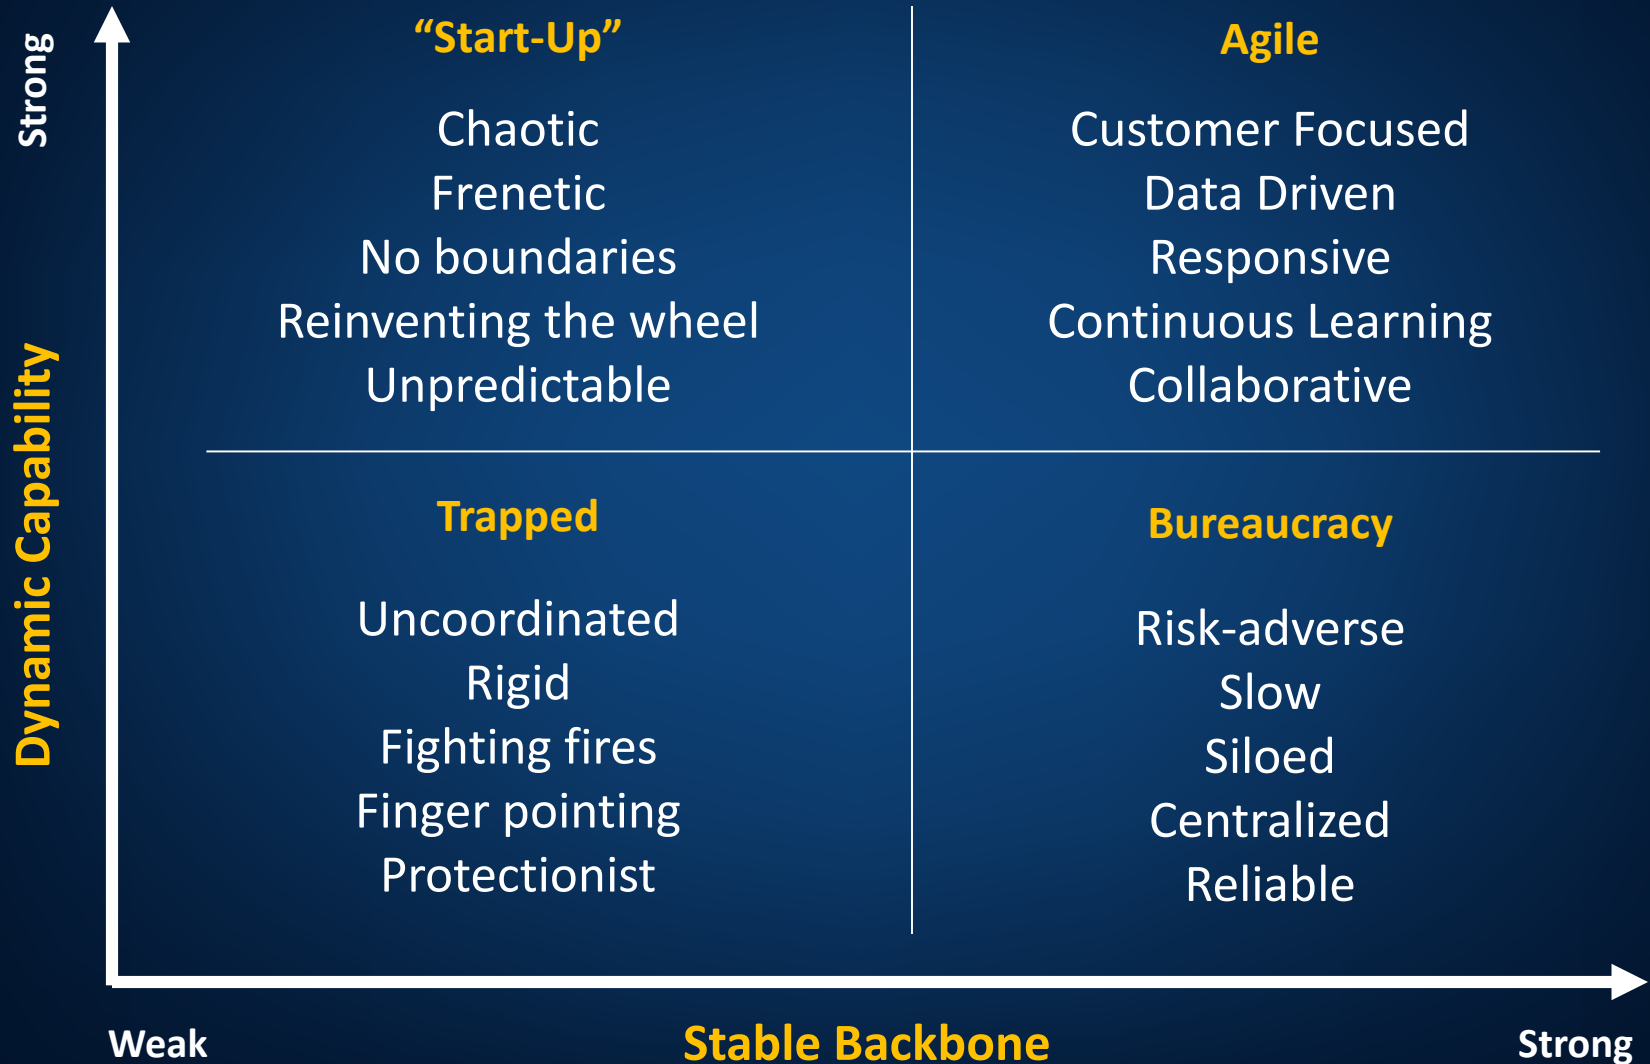 Strong
Dynamic Capability
“Start-Up”
Chaotic
Frenetic
No boundaries
Reinventing the wheel
Unpredictable
Agile
Customer Focused
Data Driven
Responsive
Continuous Learning
Collaborative
Trapped
Uncoordinated
Rigid
Fighting fires
Finger pointing
Protectionist
Bureaucracy
Risk-adverse
Slow
Siloed
Centralized
Reliable
Weak
Stable Backbone
Strong